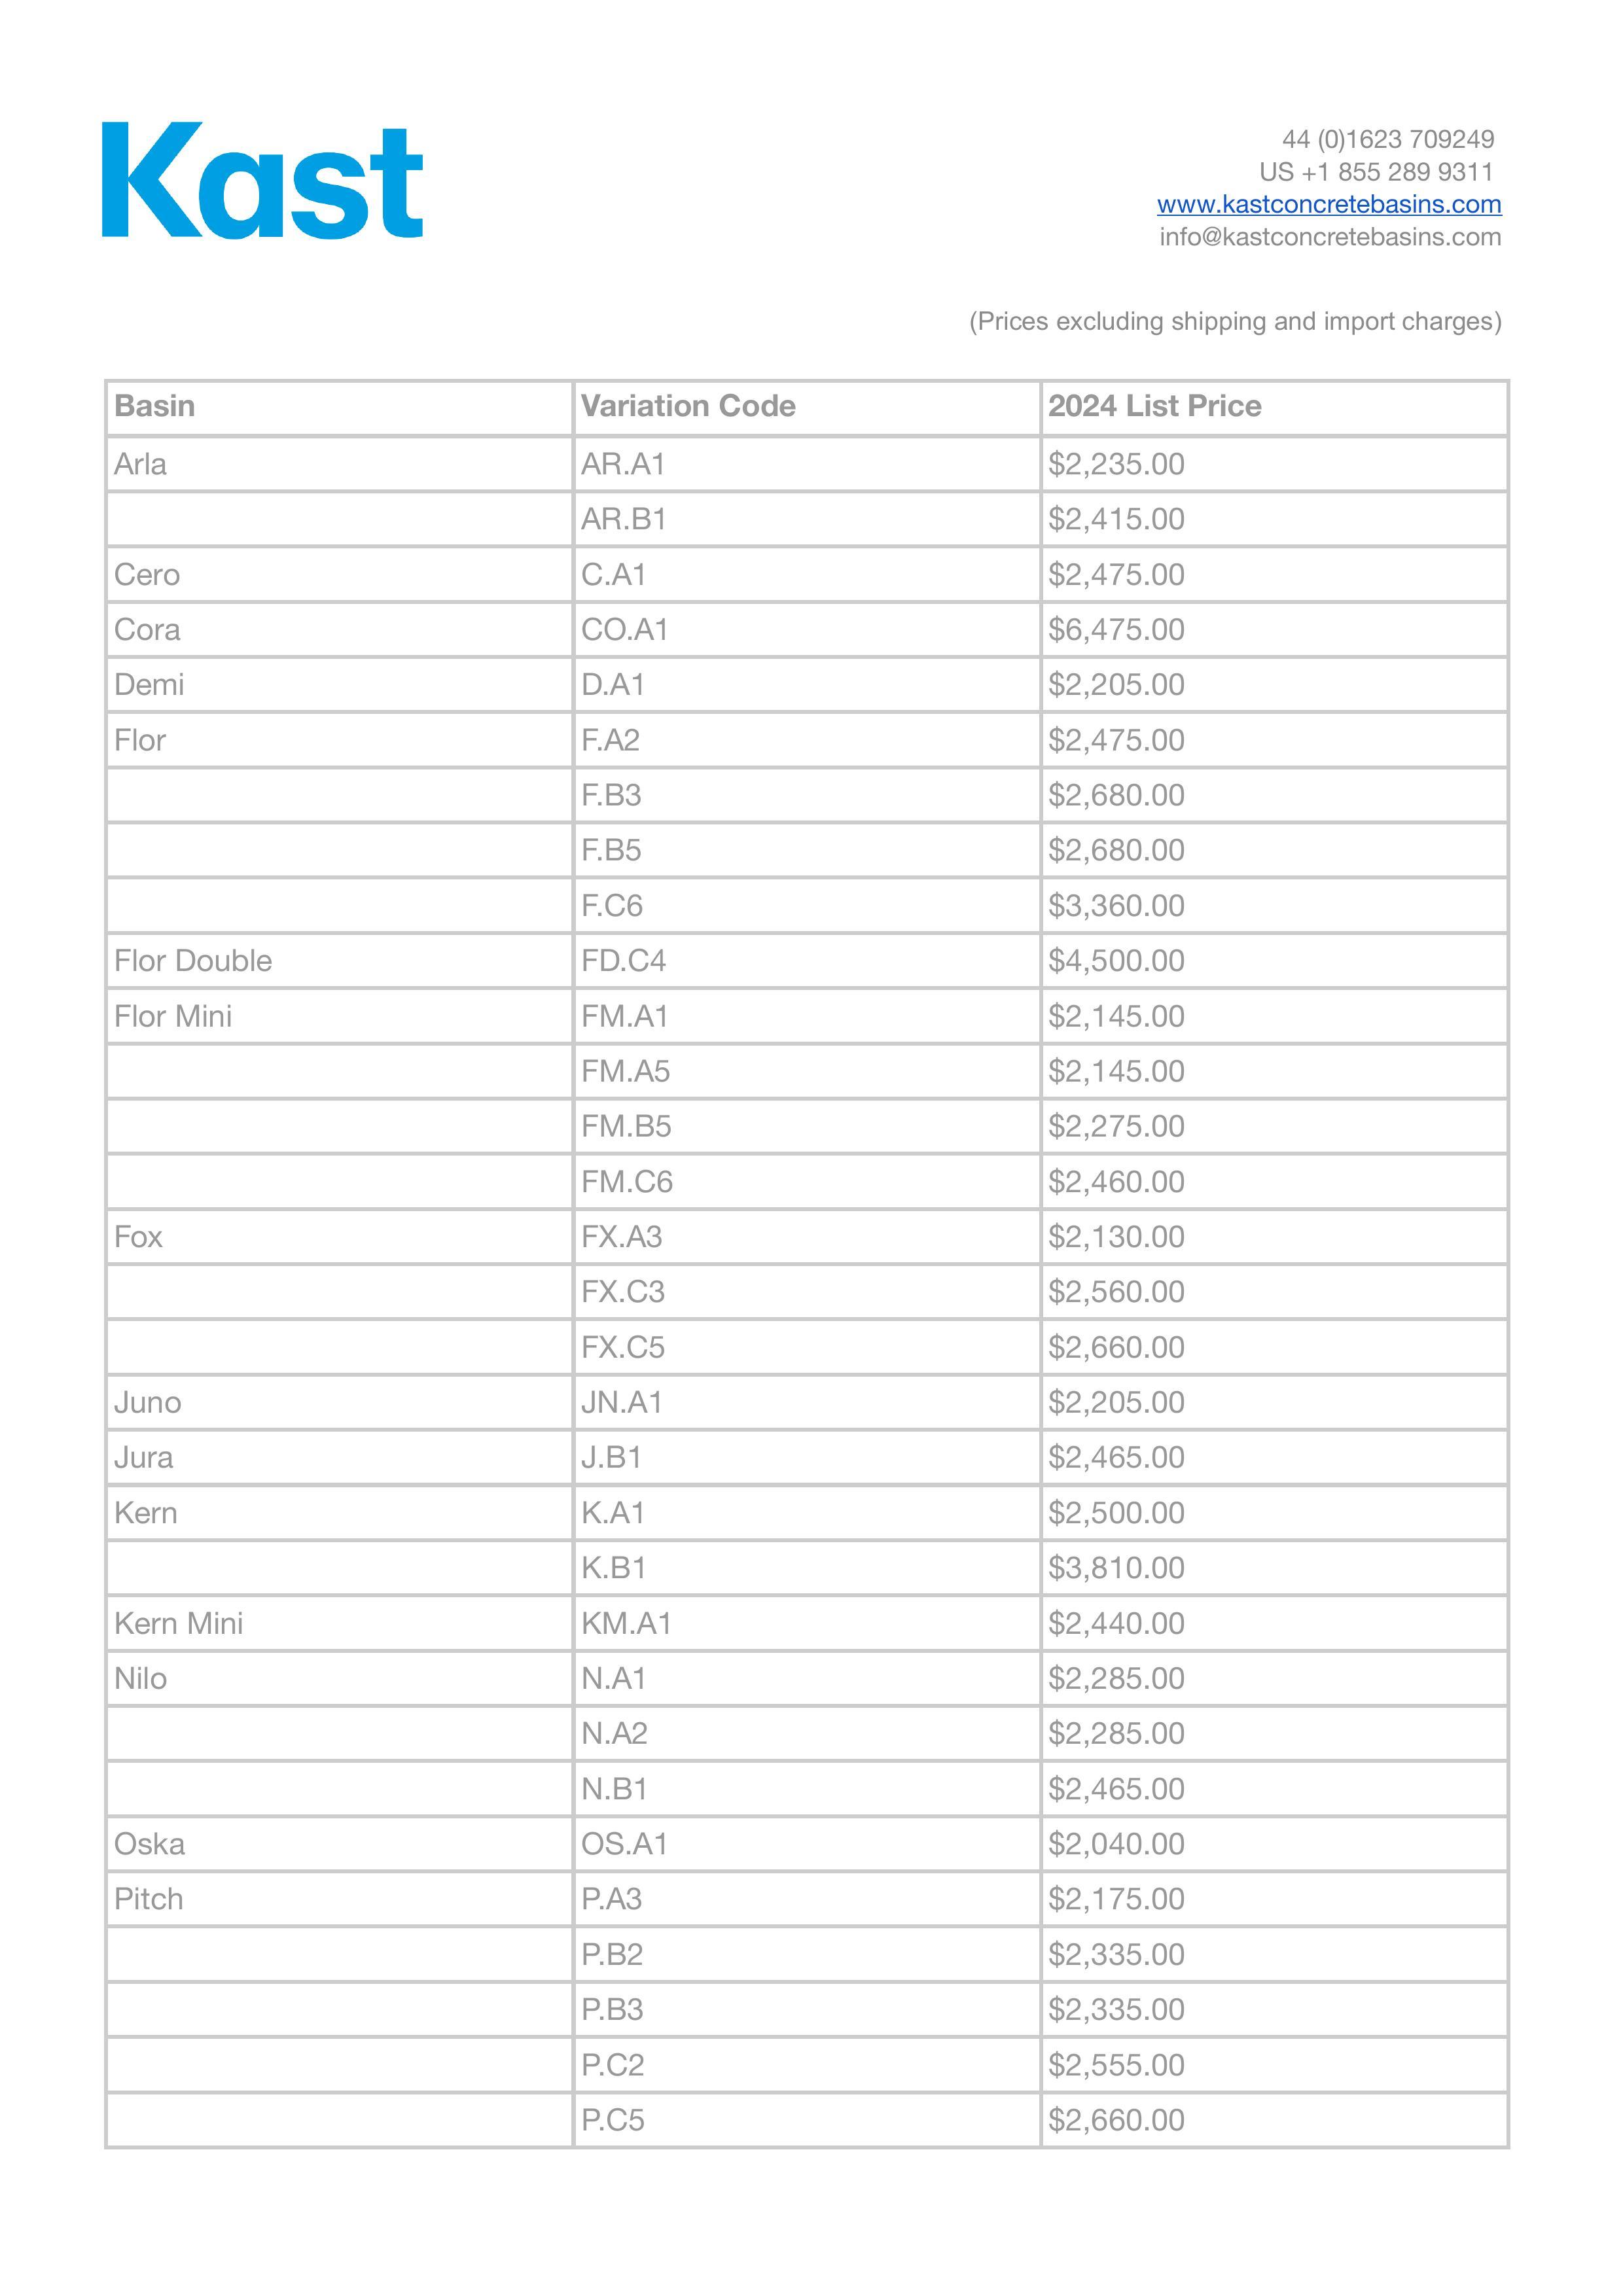 Kast
44 (0)1623 709249
US +1 855 289 9311
www.kastconcretebasins.com
info@kastconcretebasins.com
(Prices excluding shipping and import charges)
Basin Variation Code 2024 List Price
Arla AR.A1 $2,235.00
AR.B1 $2,415.00
Cero C.A1 $2,475.00
Cora CO.A1 $6,475.00
Demi D.A1 $2,205.00
Flor F.A2 $2,475.00
F.B3 $2,680.00
F.B5 $2,680.00
F.C6 $3,360.00
Flor Double FD.C4 $4,500.00
Flor Mini FM.A1 $2,145.00
FM.A5 $2,145.00
FM.B5 $2,275.00
FM.C6 $2,460.00
Fox FX.A3 $2,130.00
FX.C3 $2,560.00
FX.C5 $2,660.00
Juno JN.A1 $2,205.00
Jura J.B1 $2,465.00
Kern K.A1 $2,500.00
K.B1 $3,810.00
Kern Mini KM.A1 $2,440.00
Nilo N.A1 $2,285.00
N.A2 $2,285.00
N.B1 $2,465.00
Oska OS.A1 $2,040.00
Pitch P.A3 $2,175.00
P.B2 $2,335.00
P.B3 $2,335.00
P.C2 $2,555.00
P.C5 $2,660.00